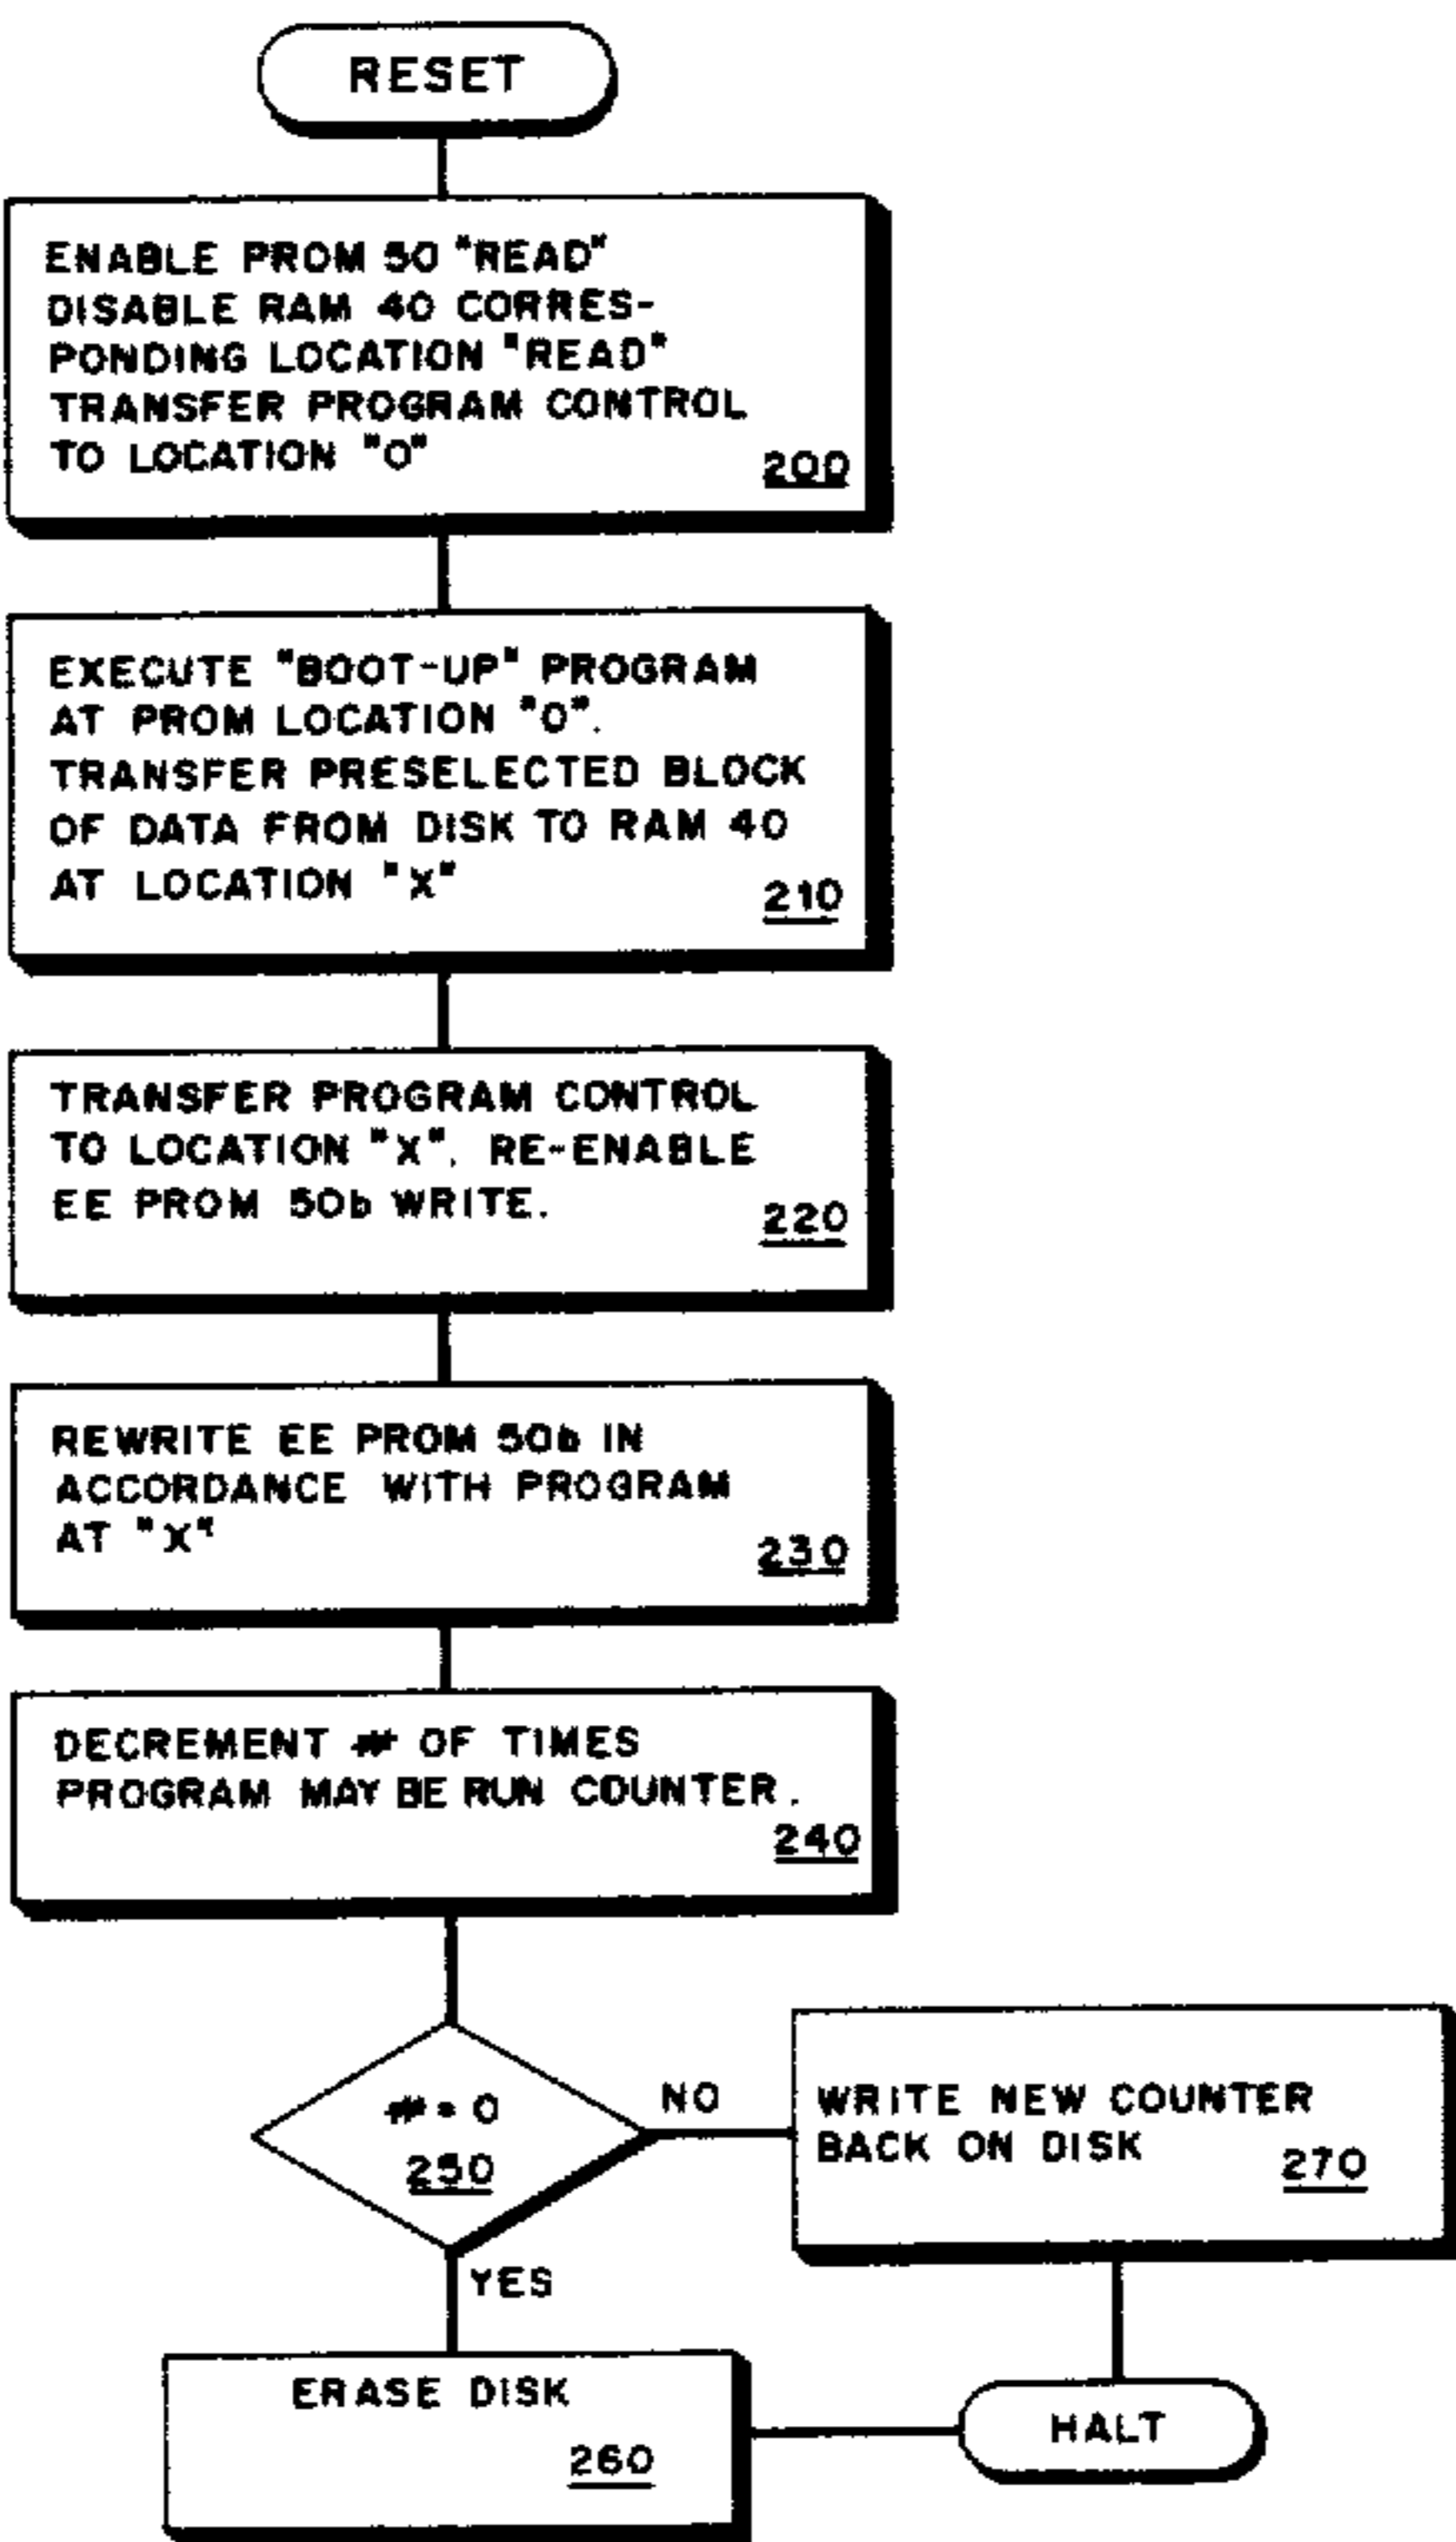 RESET
ENABLE PROM 50 "READ"
DISABLE RAM 40 CORRES-
PONDING LOCATION "READ"
TRANSFER PROGRAM CONTROL
TO LOCATION "0"
200
EXECUTE "BOOT-UP" PROGRAM
AT PROM LOCATION "0".
TRANSFER PRESELECTED BLOCK
OF DATA FROM DISK TO RAM 40
AT LOCATION "X"
210
TRANSFER PROGRAM CONTROL
TO LOCATION "X". RE-ENABLE
EE PROM 50b WRITE.
220
REWRITE EE PROM 50b IN
ACCORDANCE WITH PROGRAM
AT "X"
230
DECREMENT # OF TIMES
PROGRAM MAY BE RUN COUNTER.
240
# = 0
250
NO
WRITE NEW COUNTER
BACK ON DISK
270
YES
ERASE DISK
260
HALT